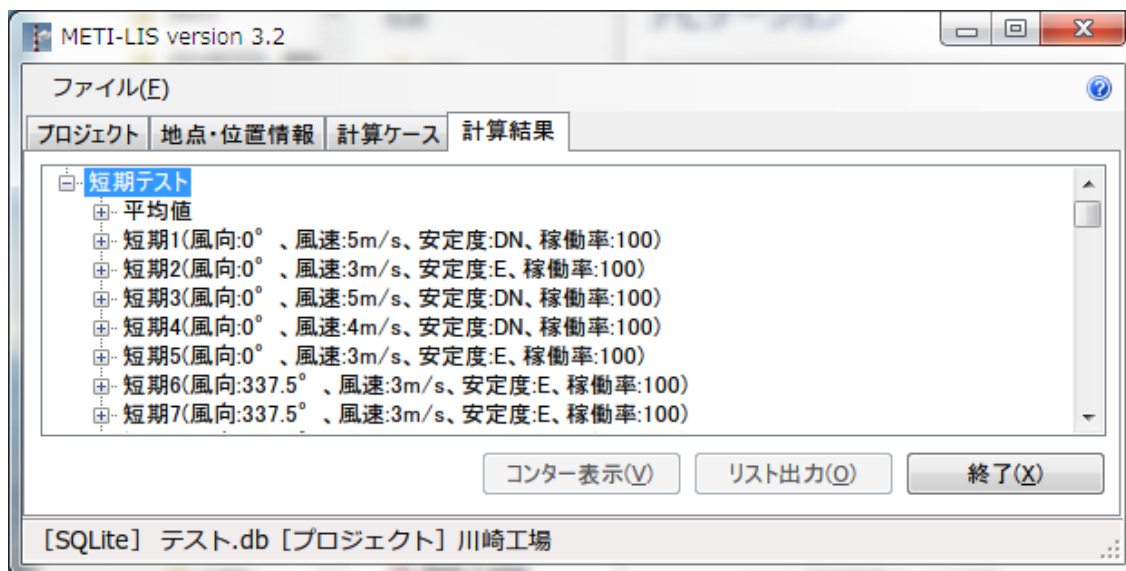 METI-LIS version 3.2
ファイル(F)
プロジェクト 地点・位置情報 計算ケース 計算結果
短期テスト
平均値
短期1(風向:0°、風速:5m/s、安定度:DN、稼働率:100)
短期2(風向:0°、風速:3m/s、安定度:E、稼働率:100)
短期3(風向:0°、風速:5m/s、安定度:DN、稼働率:100)
短期4(風向:0°、風速:4m/s、安定度:DN、稼働率:100)
短期5(風向:0°、風速:3m/s、安定度:E、稼働率:100)
短期6(風向:337.5°、風速:3m/s、安定度:E、稼働率:100)
短期7(風向:337.5°、風速:3m/s、安定度:E、稼働率:100)
コンター表示(V) リスト出力(O) 終了(X)
[SQLite] テスト.db [プロジェクト] 川崎工場